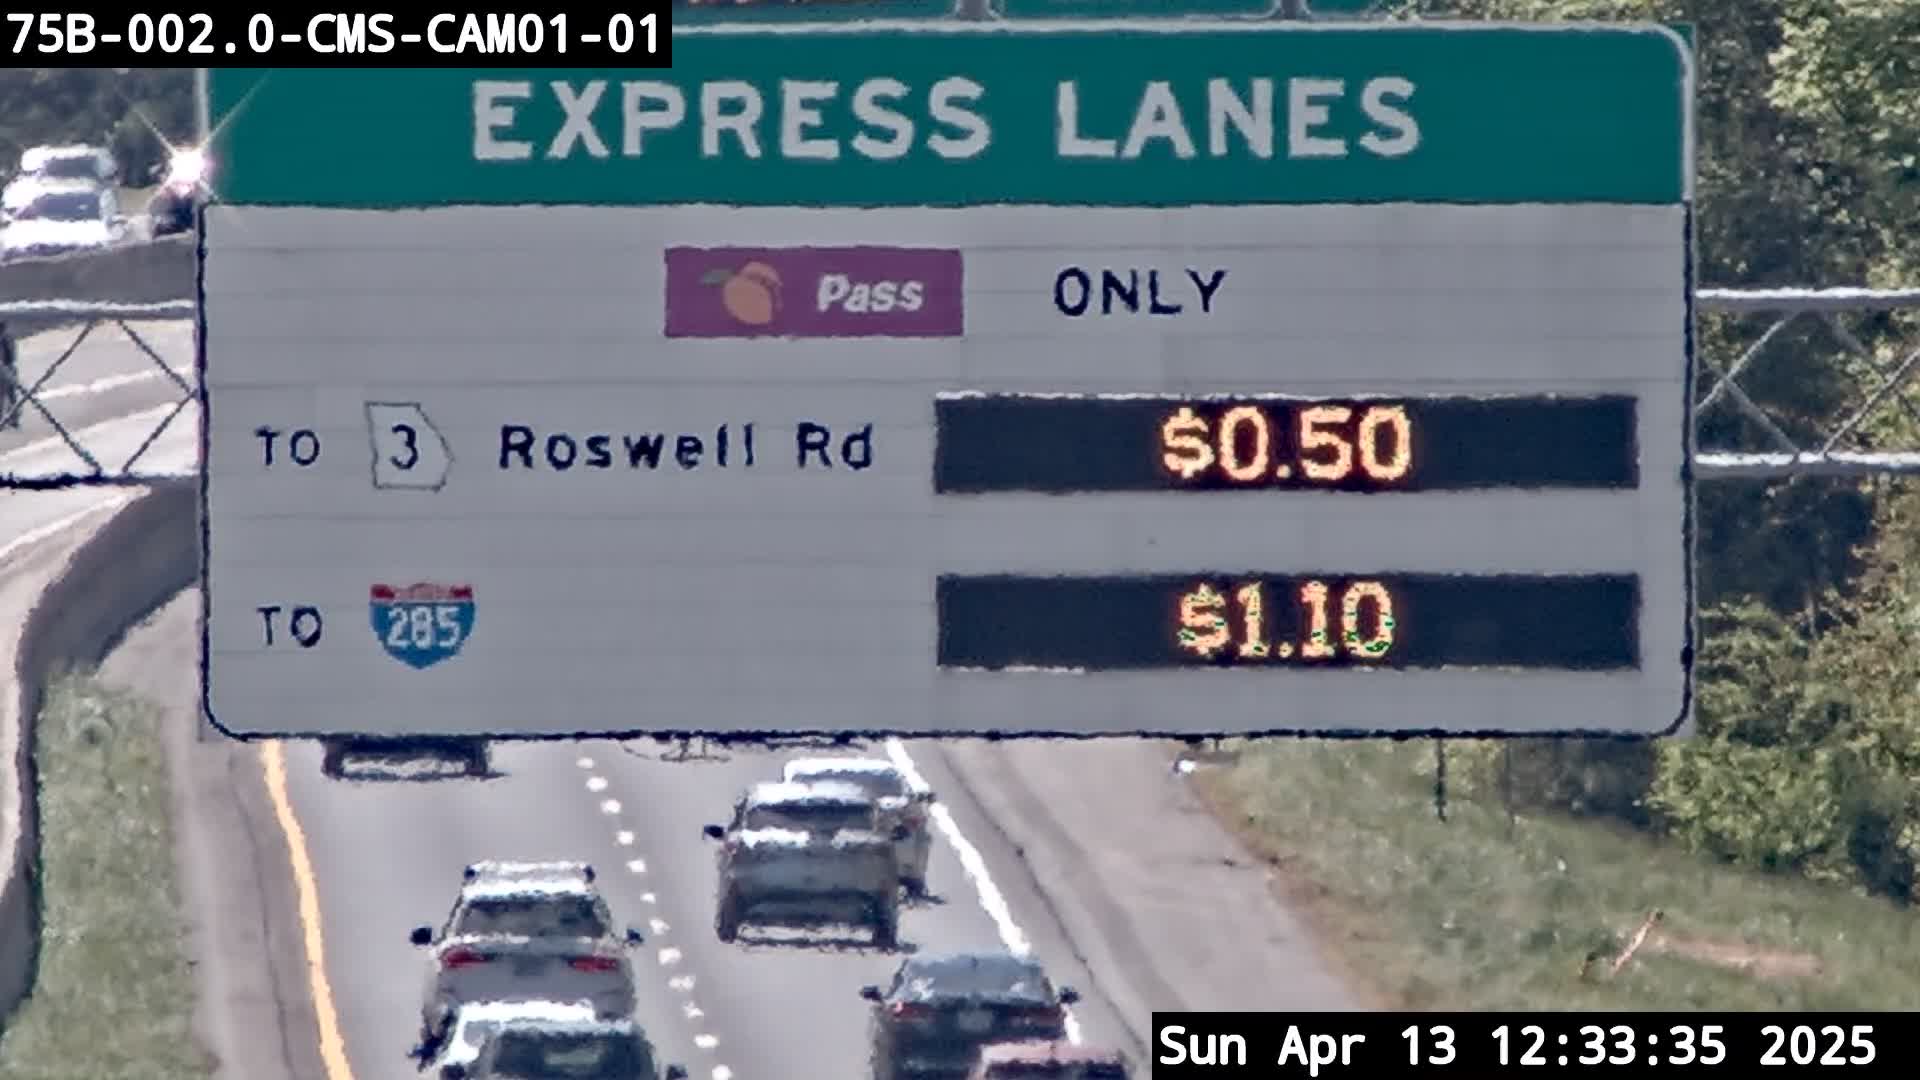 75B-002.0-CMS-CAM01-01
EXPRESS LANES
Pass ONLY
TO 3 Roswell Rd $0.50
TO 285 $1.10
Sun Apr 13 12:33:35 2025